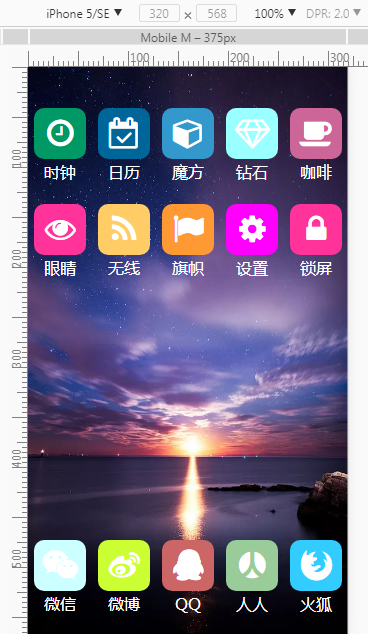 iPhone 5/SE ▼ 320 × 568 100% ▼ DPR: 2.0 ▼
Mobile M – 375px
0 100 200 300
100
200
300
400
500
时钟 日历 魔方 钻石 咖啡
眼睛 无线 旗帜 设置 锁屏
微信 微博 QQ 人人 火狐